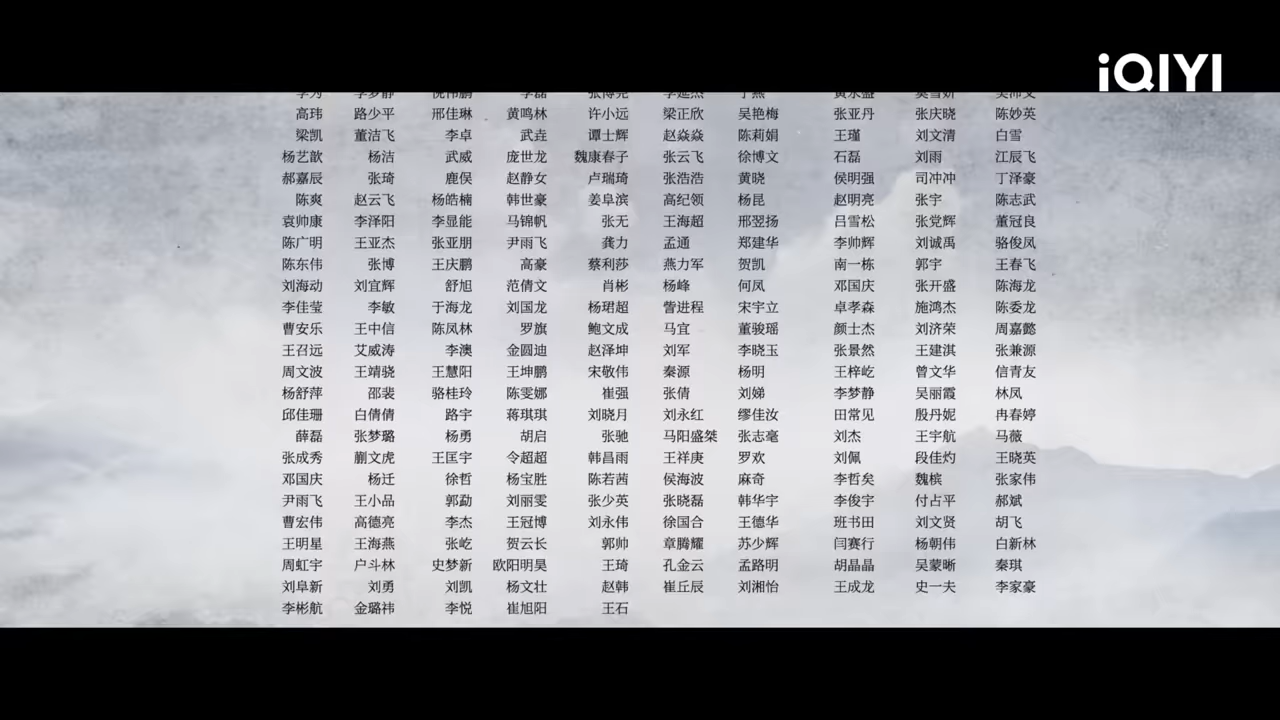 iQIYI
高玮 路少平 邢佳琳 黄鸣林 许小远 梁正欣 吴艳梅 张亚丹 张庆晓 陈妙英
梁凯 董洁飞 李卓 武垚 谭士辉 赵焱焱 陈莉娟 王瑾 刘文清 白雪
杨艺歆 杨洁 武威 庞世龙 魏康春子 张云飞 徐博文 石磊 刘雨 江辰飞
郝嘉辰 张琦 鹿俣 赵静女 卢瑞琦 张浩浩 黄晓 侯明强 司冲冲 丁泽豪
陈爽 赵云飞 杨皓楠 韩世豪 姜阜滨 高纪领 杨昆 赵明亮 张宇 陈志武
袁帅康 李泽阳 李显能 马锦帆 张无 王海超 邢翌扬 吕雪松 张党辉 董冠良
陈广明 王亚杰 张亚朋 尹雨飞 龚力 孟通 郑建华 李帅辉 刘诚禹 骆俊凤
陈东伟 张博 王庆鹏 高豪 蔡利莎 燕力军 贺凯 南一栋 郭宇 王春飞
刘海动 刘宜辉 舒旭 范倩文 肖彬 杨峰 何凤 邓国庆 张开盛 陈海龙
李佳莹 李敏 于海龙 刘国龙 杨珺超 訾进程 宋宇立 卓孝森 施鸿杰 陈委龙
曹安乐 王中信 陈凤林 罗旗 鲍文成 马宜 董骏瑶 颜士杰 刘济荣 周嘉懿
王召远 艾威涛 李澳 金圆迪 赵泽坤 刘军 李晓玉 张景然 王建淇 张兼源
周文波 王靖骁 王慧阳 王坤鹏 宋敬伟 秦源 杨明 王梓屹 曾文华 信青友
杨舒萍 邵裴 骆桂玲 陈雯娜 崔强 张倩 刘娣 李梦静 吴丽霞 林凤
邱佳珊 白倩倩 路宇 蒋琪琪 刘晓月 刘永红 缪佳汝 田常见 殷丹妮 冉春婷
薛磊 张梦璐 杨勇 胡启 张驰 马阳盛桀 张志毫 刘杰 王宇航 马薇
张成秀 蒯文虎 王匡宇 令超超 韩昌雨 王祥庚 罗欢 刘佩 段佳灼 王晓英
邓国庆 杨迁 徐哲 杨宝胜 陈若茜 侯海波 麻奇 李哲矣 魏槟 张家伟
尹雨飞 王小品 郭勐 刘丽雯 张少英 张晓磊 韩华宇 李俊宇 付占平 郝斌
曹宏伟 高德亮 李杰 王冠博 刘永伟 徐国合 王德华 班书田 刘文贤 胡飞
王明星 王海燕 张屹 贺云长 郭帅 章腾耀 苏少辉 闫赛行 杨朝伟 白新林
周虹宇 户斗林 史梦新 欧阳明昊 王琦 孔金云 孟路明 胡晶晶 吴蒙晰 秦琪
刘阜新 刘勇 刘凯 杨文壮 赵韩 崔丘辰 刘湘怡 王成龙 史一夫 李家豪
李彬航 金璐祎 李悦 崔旭阳 王石